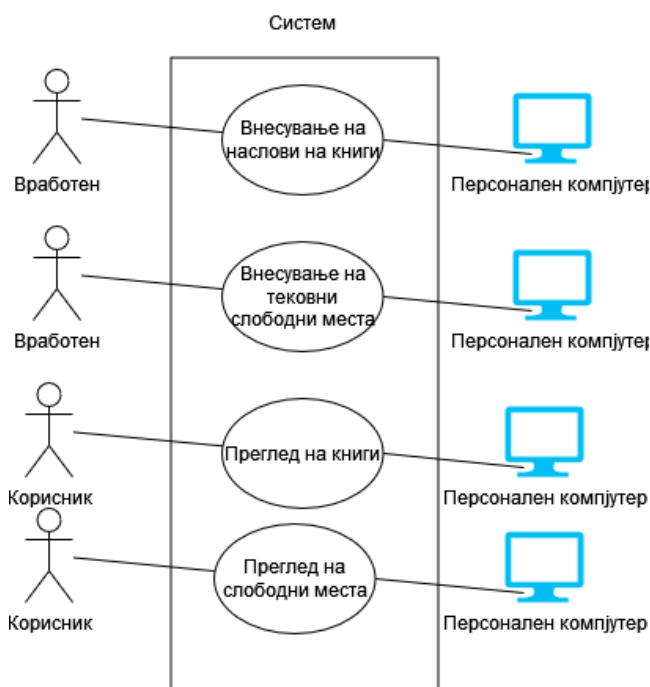 Систем
Внесување на
наслови на книги
Вработен
Персонален компјутер
Внесување на
тековни
слободни места
Вработен
Персонален компјутер
Преглед на книги
Корисник
Персонален компјутер
Преглед на
слободни места
Корисник
Персонален компјутер